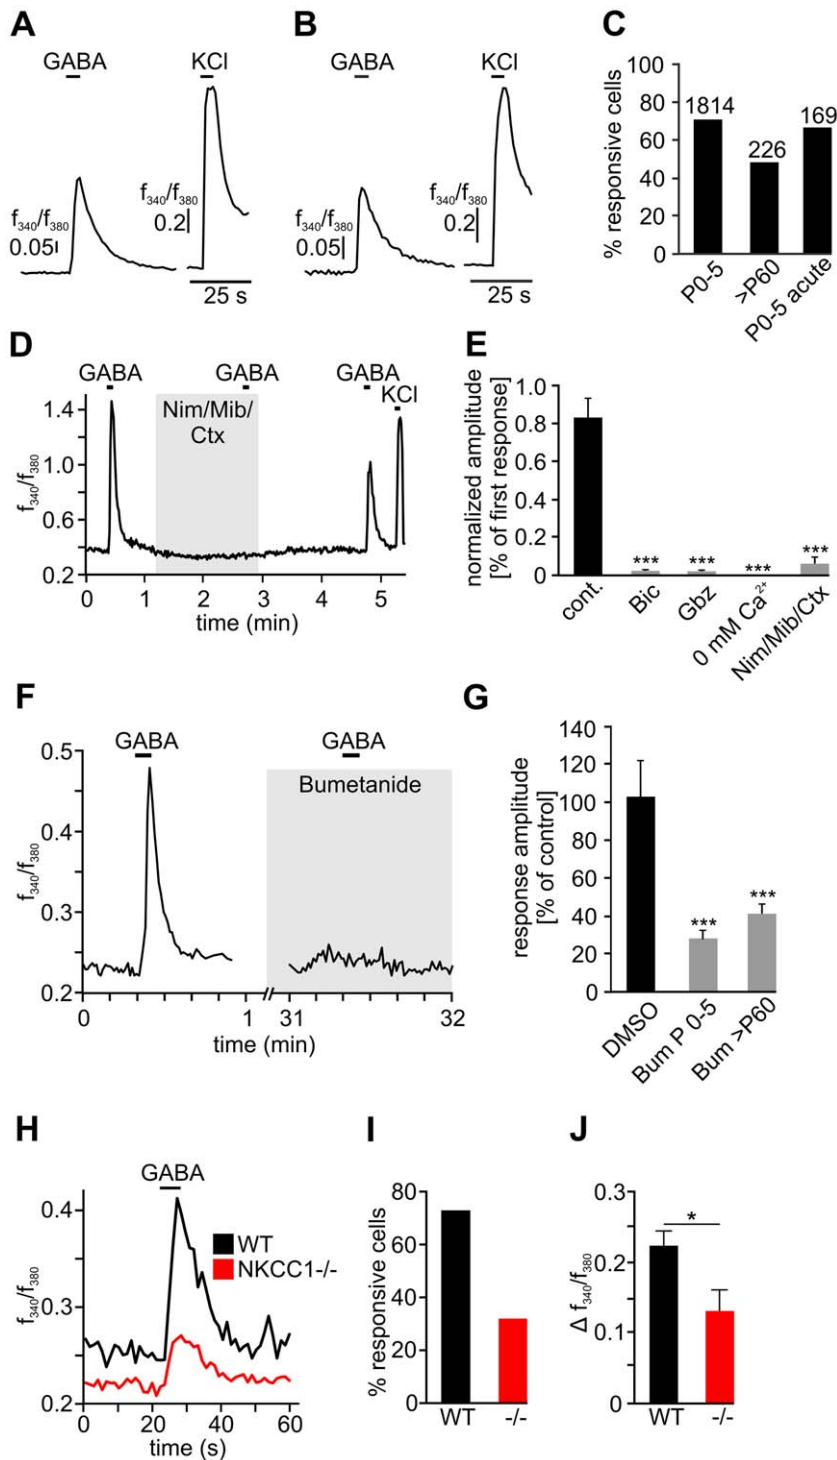 A
GABA
KCl
f340/f380
0.05
f340/f380
0.2
25 s
B
GABA
KCl
f340/f380
0.05
f340/f380
0.2
25 s
C
% responsive cells
100
80
60
40
20
0
1814
226
169
P0-5
>P60
P0-5 acute
D
GABA
GABA
GABA
KCl
Nim/Mib/
Ctx
f340/f380
1.4
1.0
0.6
0.2
0 1 2 3 4 5
time (min)
E
normalized amplitude
[% of first response]
1.0
0.8
0.6
0.4
0.2
0
*** *** *** ***
cont.
Bic
Gbz
0 mM Ca2+
Nim/Mib/Ctx
F
GABA
GABA
Bumetanide
f340/f380
0.5
0.4
0.3
0.2
0 1 31 32
time (min)
G
response amplitude
[% of control]
140
120
100
80
60
40
20
0
*** ***
DMSO
Bum P 0-5
Bum >P60
H
GABA
WT
NKCC1-/-
f340/f380
0.4
0.3
0.2
0 20 40 60
time (s)
I
% responsive cells
80
60
40
20
0
WT -/-
J
Δ f340/f380
0.3
0.2
0.1
0
*
WT -/-